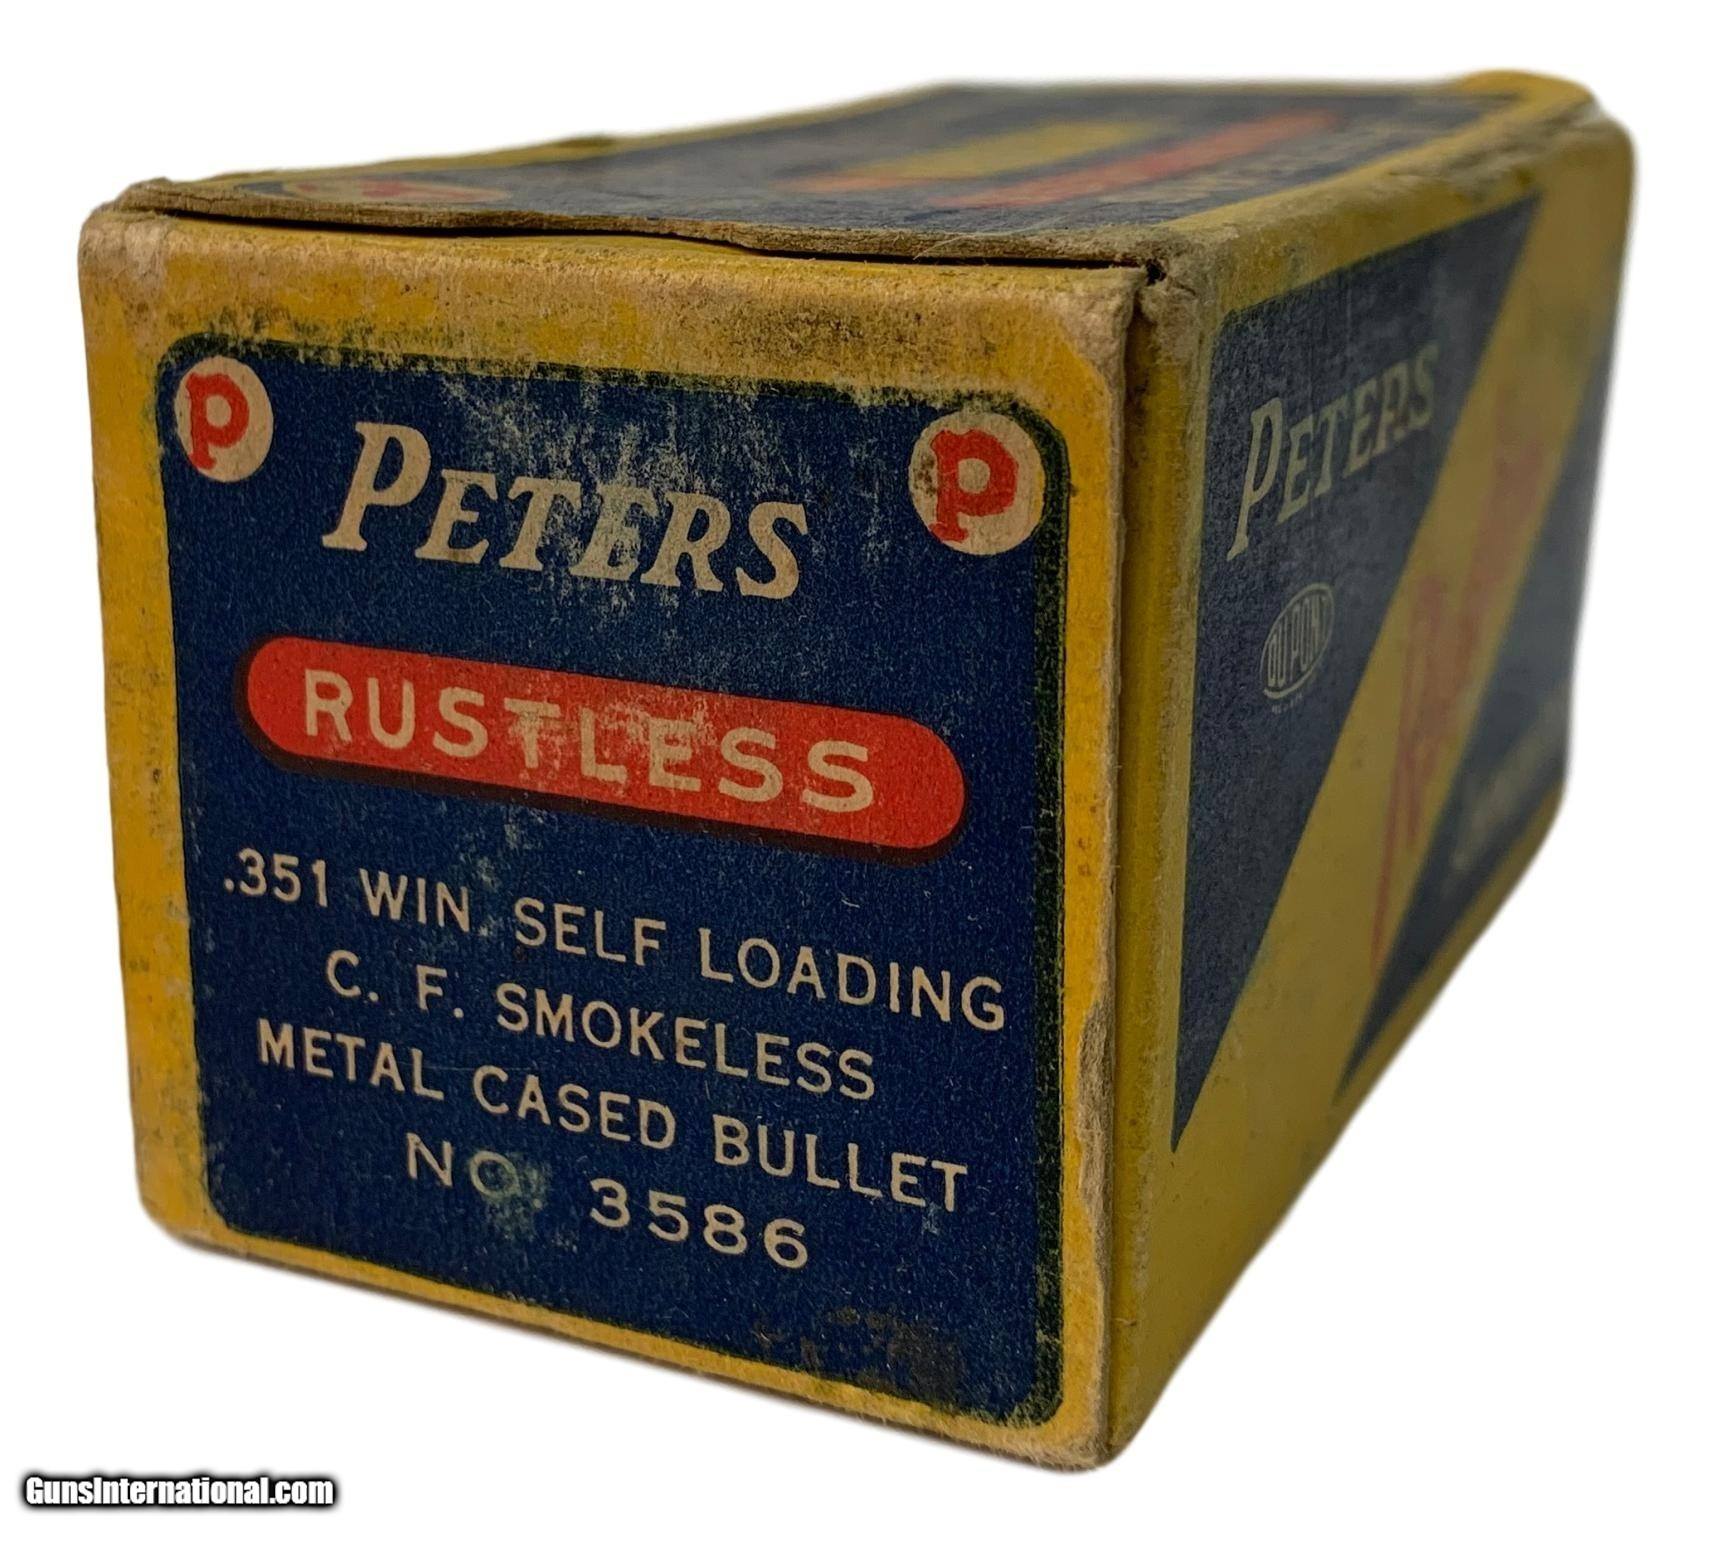 P
P
PETERS
RUSTLESS
.351 WIN. SELF LOADING
C. F. SMOKELESS
METAL CASED BULLET
NO. 3586
PETERS
DUPONT
GunsInternational.com